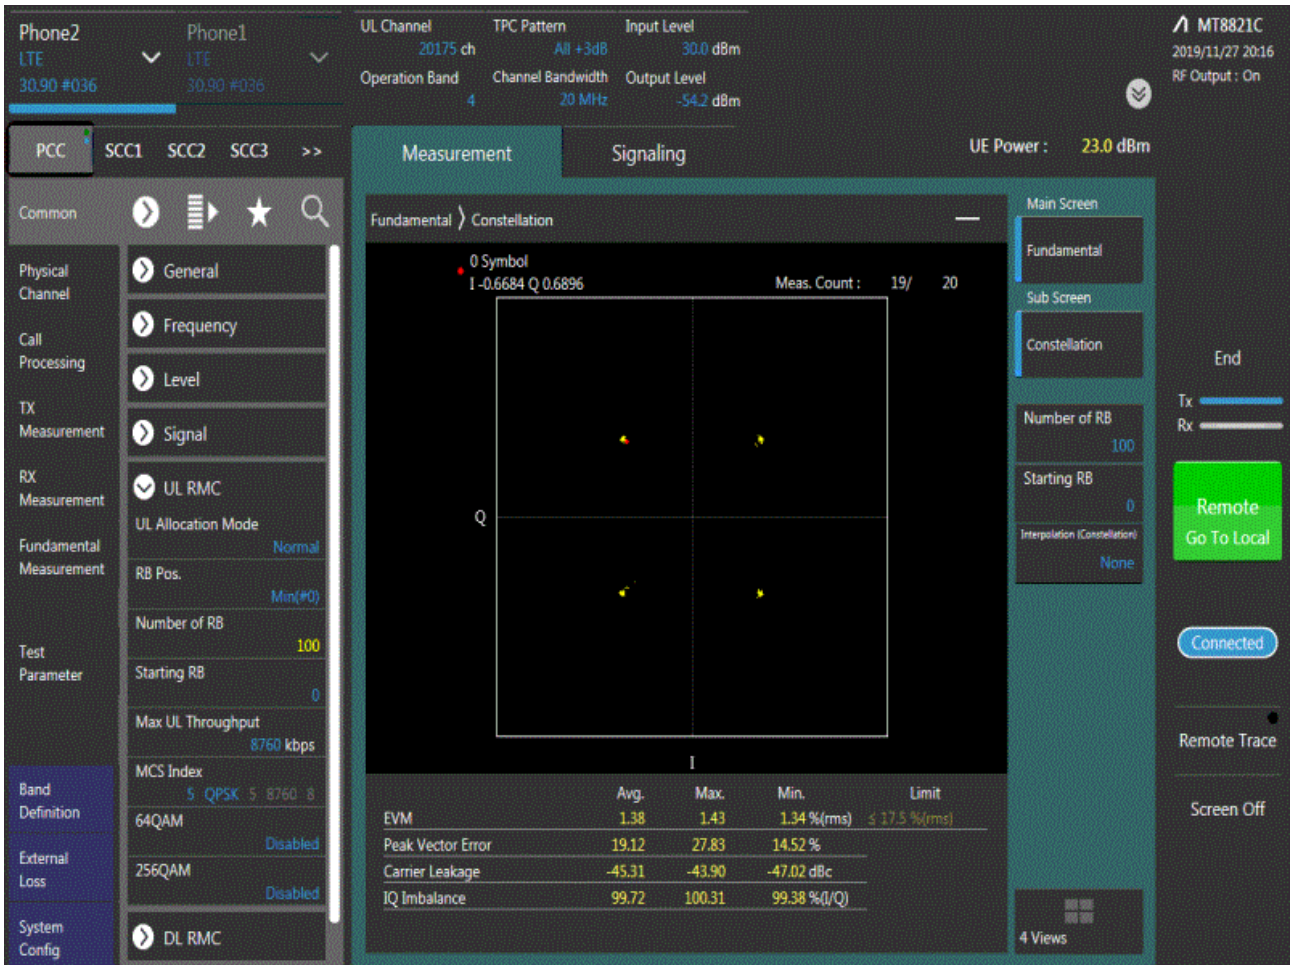 Phone2
LTE
30.90 #036
Phone1
LTE
30.90 #036
UL Channel
20175 ch
TPC Pattern
All +3dB
Input Level
30.0 dBm
Operation Band
4
Channel Bandwidth
20 MHz
Output Level
-54.2 dBm
MT8821C
2019/11/27 20:16
RF Output : On
PCC SCC1 SCC2 SCC3 >>
Measurement
Signaling
UE Power : 23.0 dBm
Common
Physical
Channel
Call
Processing
TX
Measurement
RX
Measurement
Fundamental
Measurement
Test
Parameter
Band
Definition
External
Loss
System
Config
General
Frequency
Level
Signal
UL RMC
UL Allocation Mode
Normal
RB Pos.
Min(#0)
Number of RB
100
Starting RB
0
Max UL Throughput
8760 kbps
MCS Index
5 QPSK 5 8760 8
64QAM
Disabled
256QAM
Disabled
DL RMC
Fundamental 〉 Constellation
0 Symbol
I -0.6684 Q 0.6896
Meas. Count : 19/ 20
Q
I
Avg. Max. Min. Limit
EVM 1.38 1.43 1.34 %(rms) ≤ 17.5 %(rms)
Peak Vector Error 19.12 27.83 14.52 %
Carrier Leakage -45.31 -43.90 -47.02 dBc
IQ Imbalance 99.72 100.31 99.38 %(I/Q)
Main Screen
Fundamental
Sub Screen
Constellation
Number of RB
100
Starting RB
0
Interpolation (Constellation)
None
4 Views
End
Tx
Rx
Remote
Go To Local
Connected
Remote Trace
Screen Off